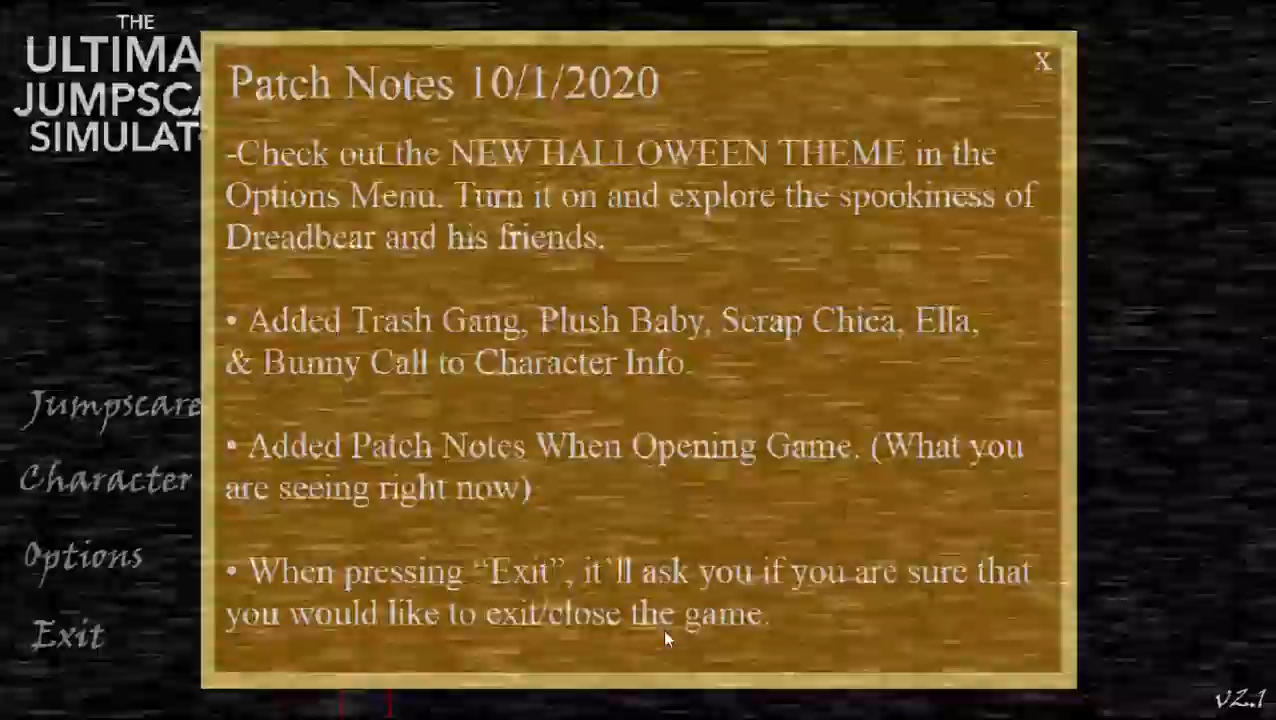 THE
ULTIMA
JUMPSCA
SIMULAT
X
Patch Notes 10/1/2020
-Check out the NEW HALLOWEEN THEME in the
Options Menu. Turn it on and explore the spookiness of
Dreadbear and his friends.
• Added Trash Gang, Plush Baby, Scrap Chica, Ella,
& Bunny Call to Character Info.
• Added Patch Notes When Opening Game. (What you
are seeing right now)
• When pressing “Exit”, it`ll ask you if you are sure that
you would like to exit/close the game.
Jumpscare
Character
Options
Exit
v2.1